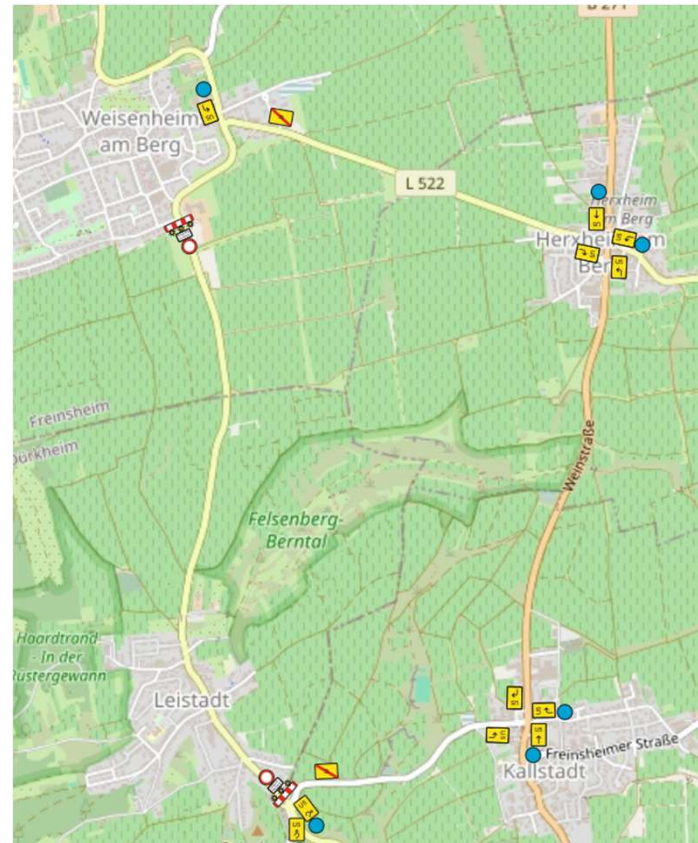 B 271
Weisenheim
am Berg
L 522
Herxheim
am Berg
Herxheim
Berg
Freinsheim
Dürkheim
Weinstraße
Felsenberg-
Berntal
Haardtrand
- In der
Rustergewann
Leistadt
Freinsheimer Straße
Kallstadt